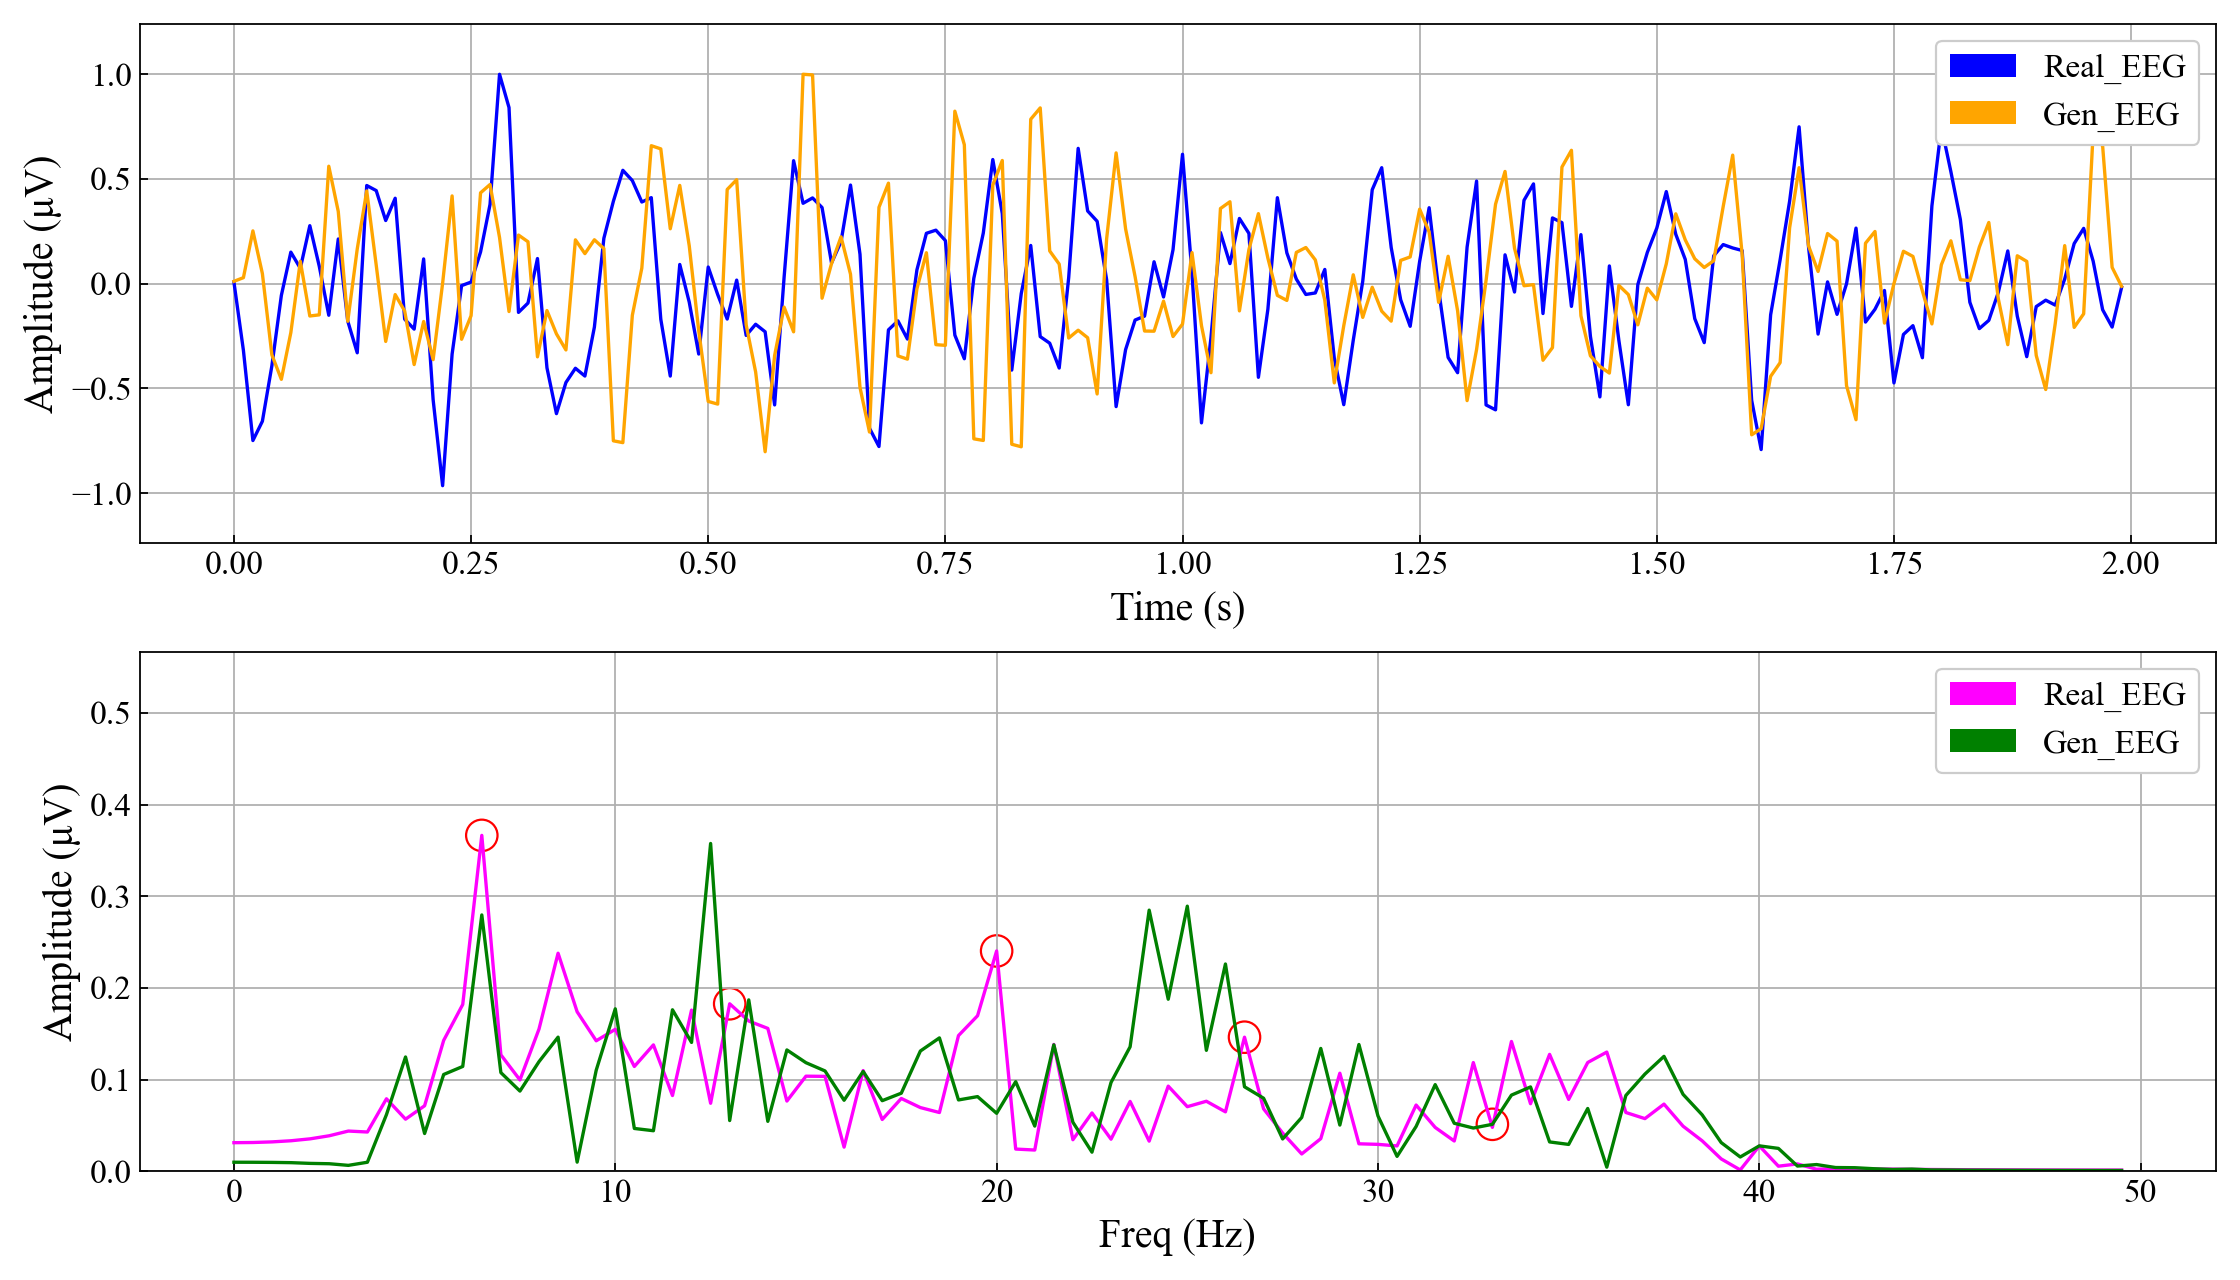 Amplitude (μV)
1.0
0.5
0.0
−0.5
−1.0
Real_EEG
Gen_EEG
0.00 0.25 0.50 0.75 1.00 1.25 1.50 1.75 2.00
Time (s)
Amplitude (μV)
0.5
0.4
0.3
0.2
0.1
0.0
Real_EEG
Gen_EEG
0 10 20 30 40 50
Freq (Hz)